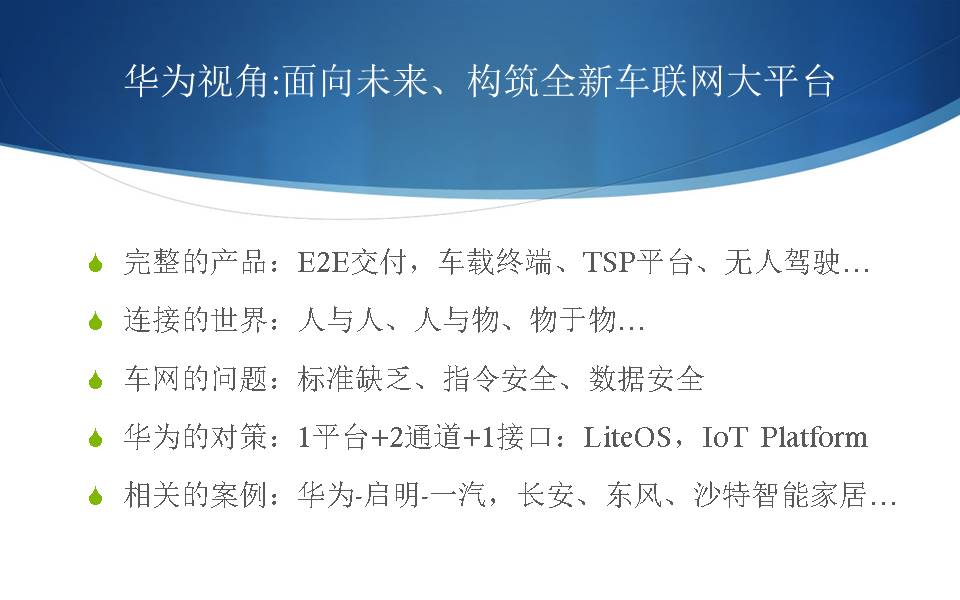 华为视角:面向未来、构筑全新车联网大平台
完整的产品：E2E交付，车载终端、TSP平台、无人驾驶…
连接的世界：人与人、人与物、物于物…
车网的问题：标准缺乏、指令安全、数据安全
华为的对策：1平台+2通道+1接口：LiteOS，IoT Platform
相关的案例：华为-启明-一汽，长安、东风、沙特智能家居…